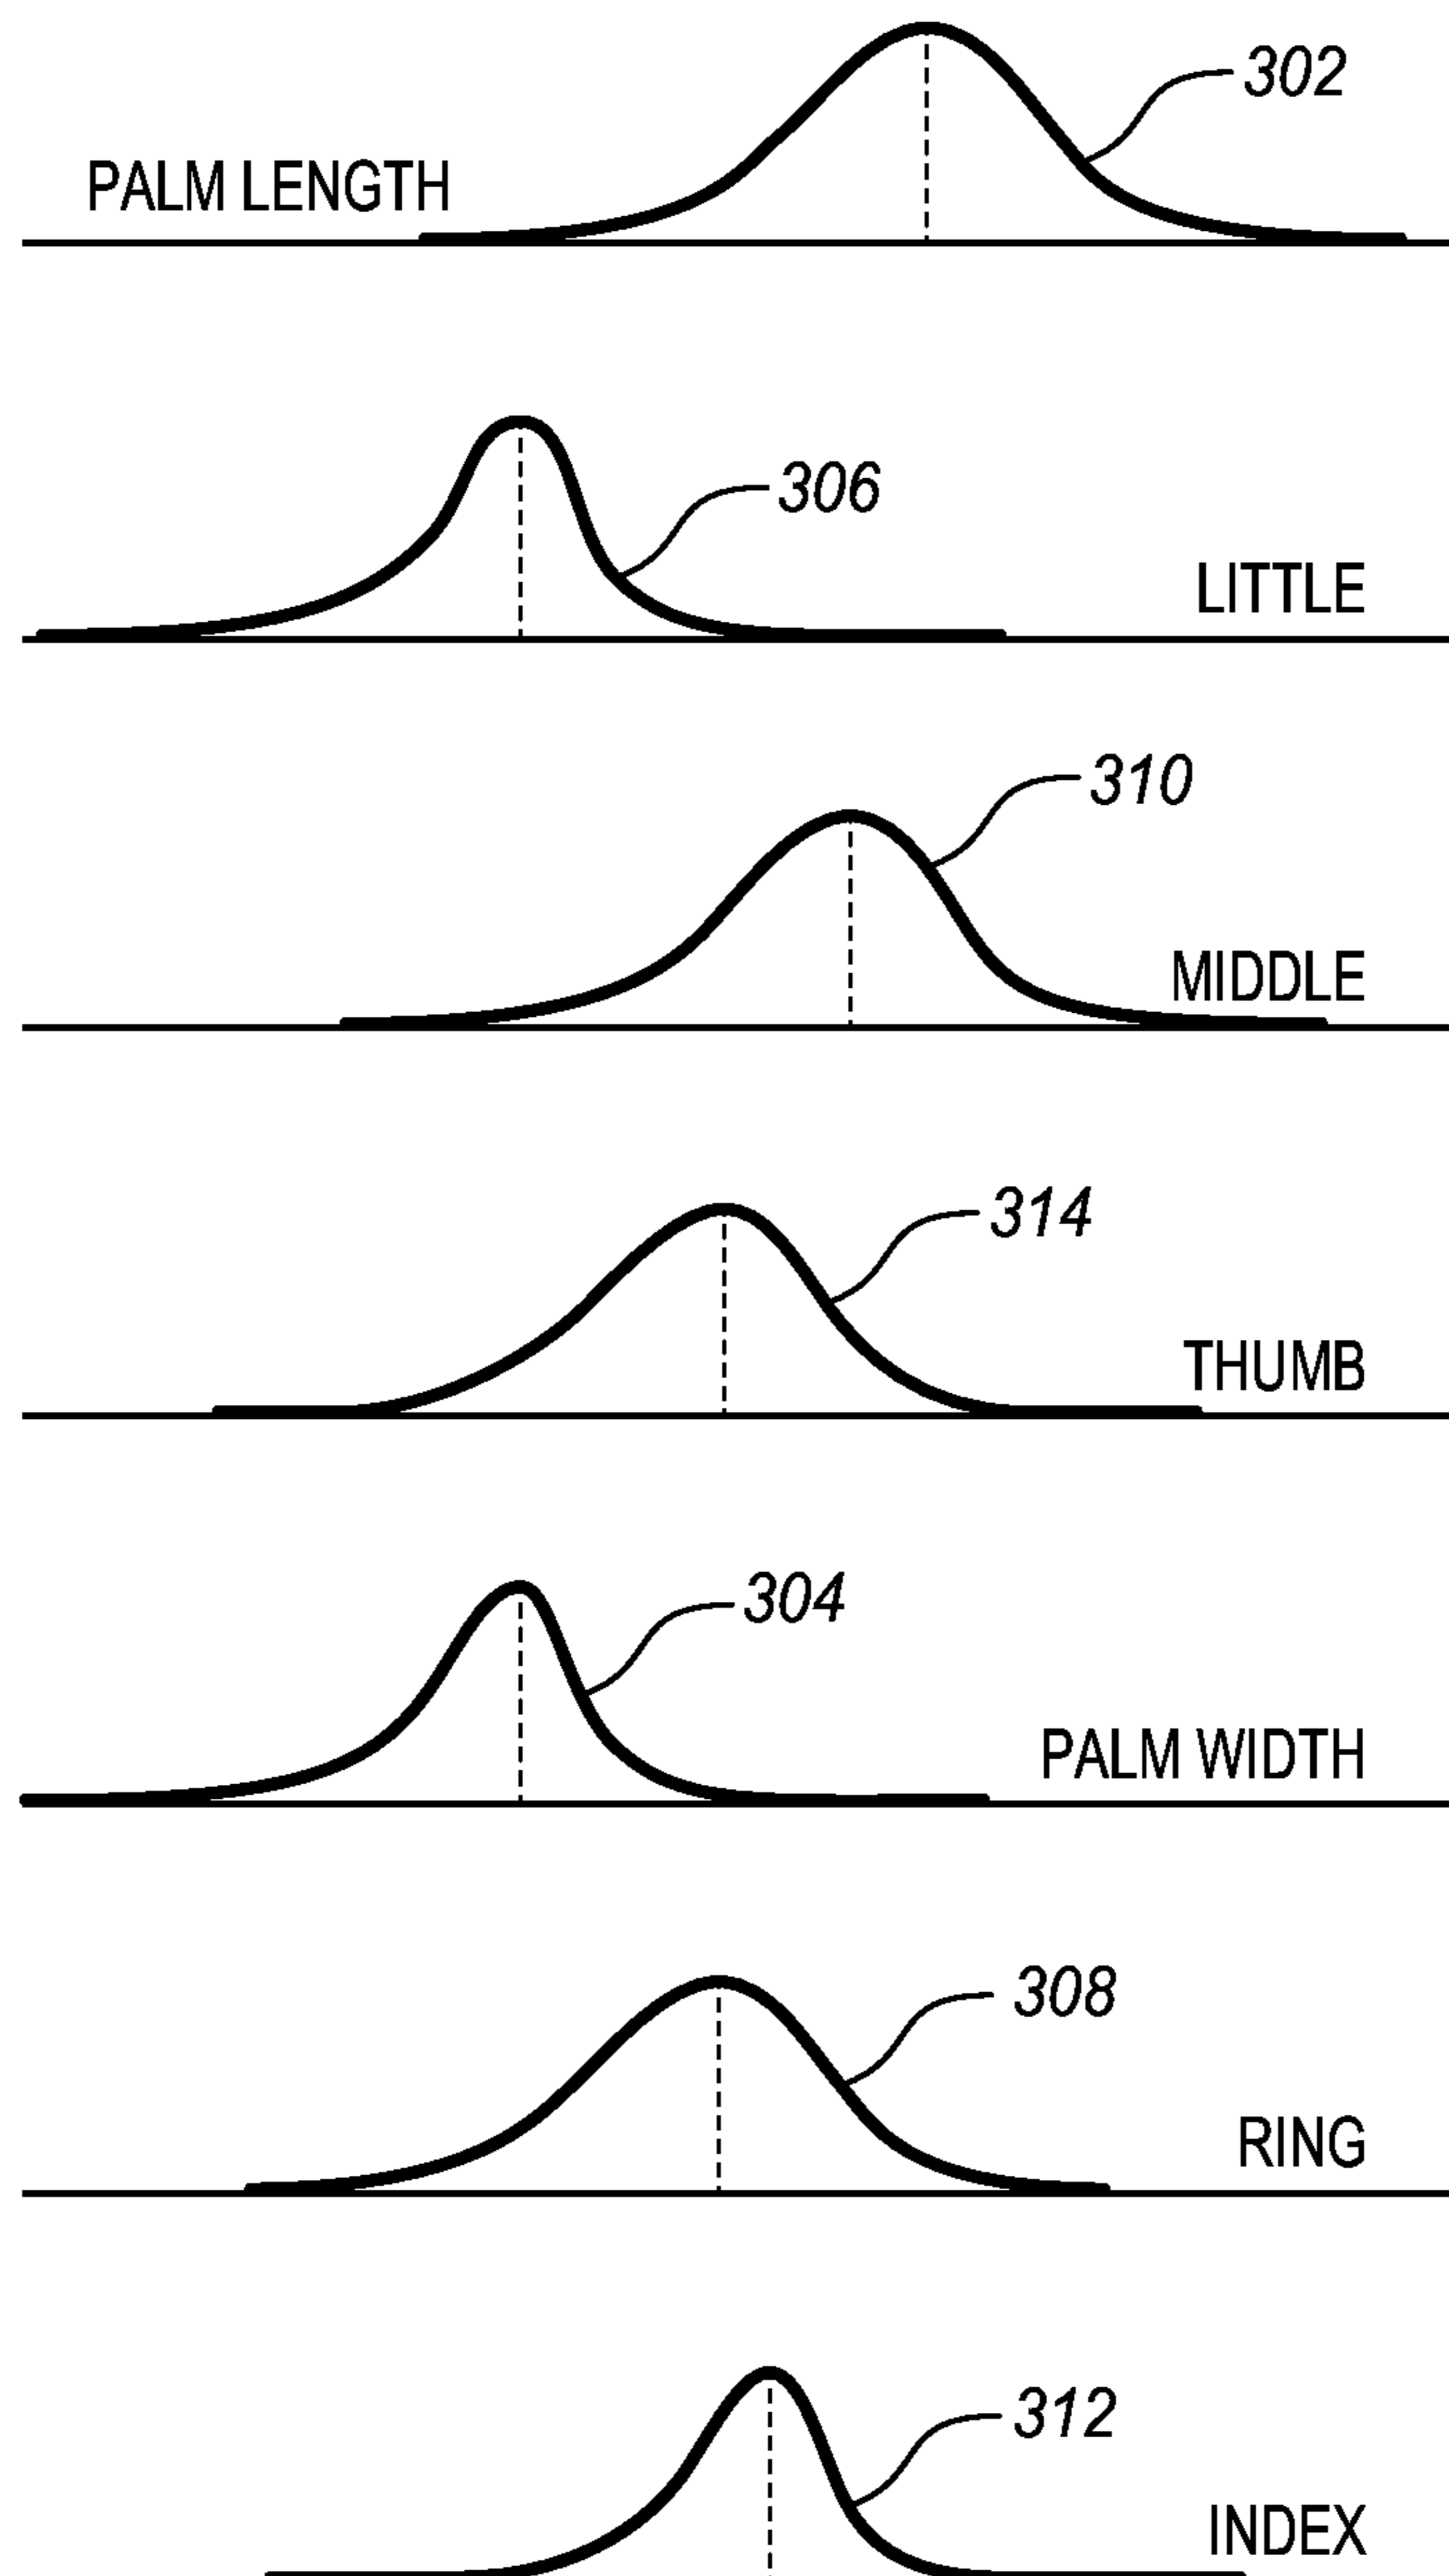 302
PALM LENGTH
306
LITTLE
310
MIDDLE
314
THUMB
304
PALM WIDTH
308
RING
312
INDEX